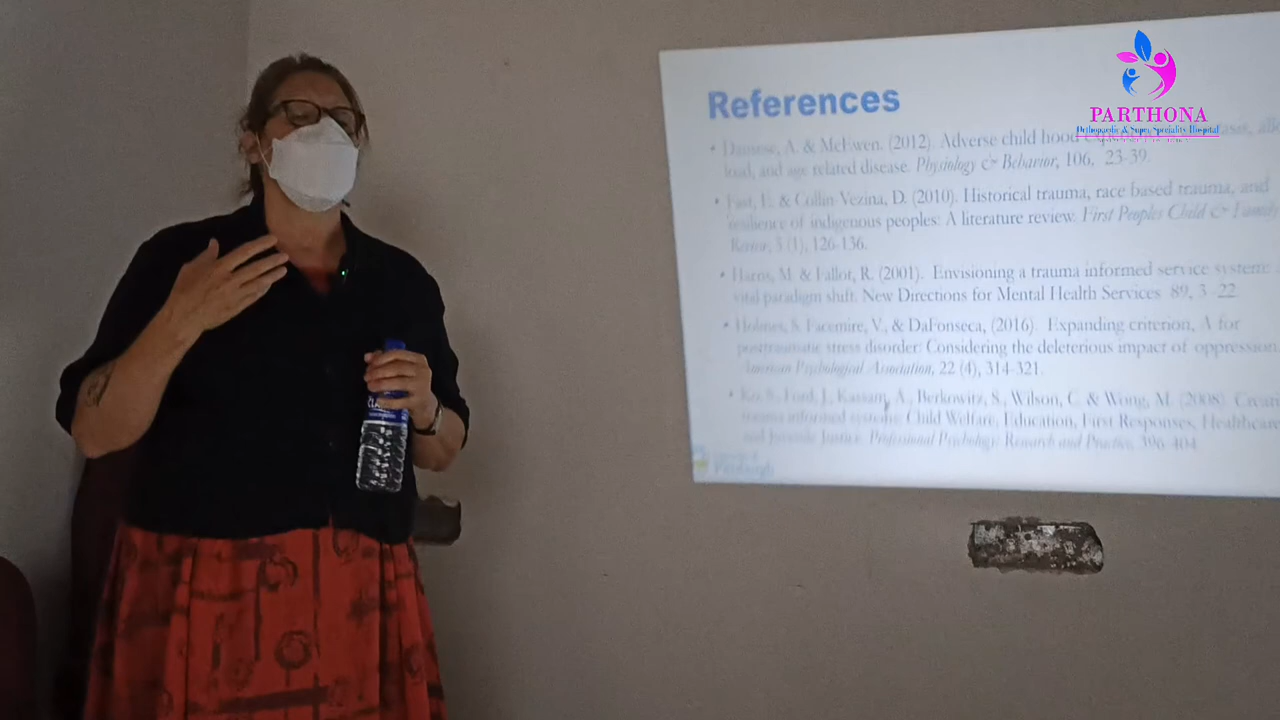 PARTHONA
Orthopaedic & Super Speciality Hospital
References
• Danese, A. & McEwen. (2012). Adverse child hood
load, and age related disease. Physiology & Behavior, 106, 23-39.
• Fast, E. & Collin-Vezina, D. (2010). Historical trauma, race based trauma, and
resilience of indigenous peoples: A literature review. First Peoples Child & Family
Review, 5 (1), 126-136.
• Harris, M. & Fallot, R. (2001). Envisioning a trauma informed service system:
vital paradigm shift. New Directions for Mental Health Services 89, 3 -22
• Holmes, S. Facemire, V., & DaFonseca, (2016). Expanding criterion, A for
posttraumatic stress disorder: Considering the deleterious impact of oppression.
American Psychological Association, 22 (4), 314-321.
• Ko, S., Ford, J., Kassam, A., Berkowitz, S., Wilson, C. & Wong, M. (2008).
trauma informed systems: Child Welfare, Education, First Responses, Healthcare
and Juvenile Justice. Professional Psychology: Research and Practice, 396-404